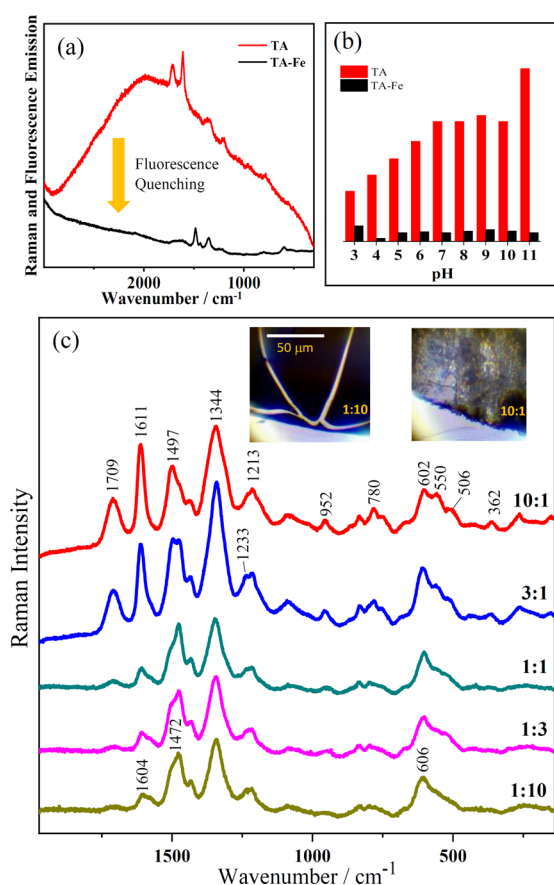 (a)
TA
TA-Fe
Fluorescence
Quenching
Raman and Fluorescence Emission
2000
1000
Wavenumber / cm⁻¹
(b)
TA
TA-Fe
3 4 5 6 7 8 9 10 11
pH
(c)
50 μm
1:10
10:1
1709
1611
1497
1344
1213
952
780
602
550
506
362
10:1
1233
3:1
1:1
1:3
1604
1472
606
1:10
Raman Intensity
1500
1000
500
Wavenumber / cm⁻¹